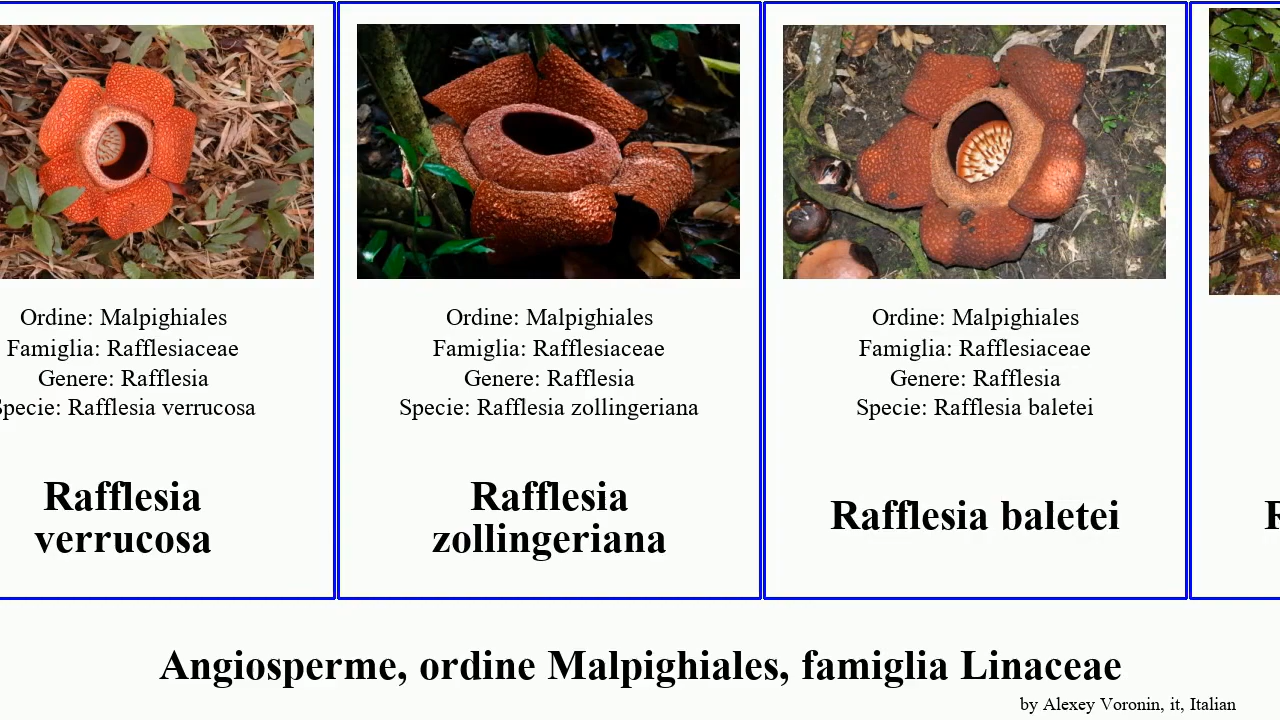 Ordine: Malpighiales
Famiglia: Rafflesiaceae
Genere: Rafflesia
Specie: Rafflesia verrucosa
Rafflesia
verrucosa
Ordine: Malpighiales
Famiglia: Rafflesiaceae
Genere: Rafflesia
Specie: Rafflesia zollingeriana
Rafflesia
zollingeriana
Ordine: Malpighiales
Famiglia: Rafflesiaceae
Genere: Rafflesia
Specie: Rafflesia baletei
Rafflesia baletei
Angiosperme, ordine Malpighiales, famiglia Linaceae
by Alexey Voronin, it, Italian